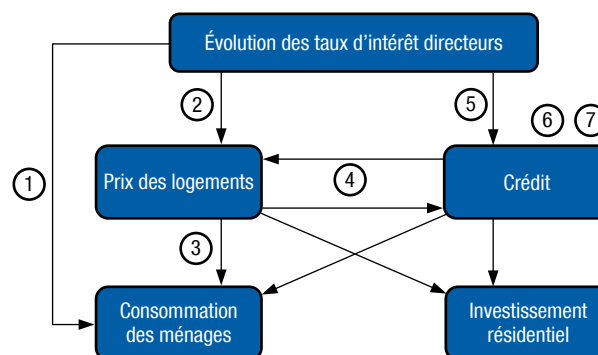 Évolution des taux d’intérêt directeurs
2
5
6
7
Prix des logements
Crédit
1
4
3
Consommation
des ménages
Investissement
résidentiel